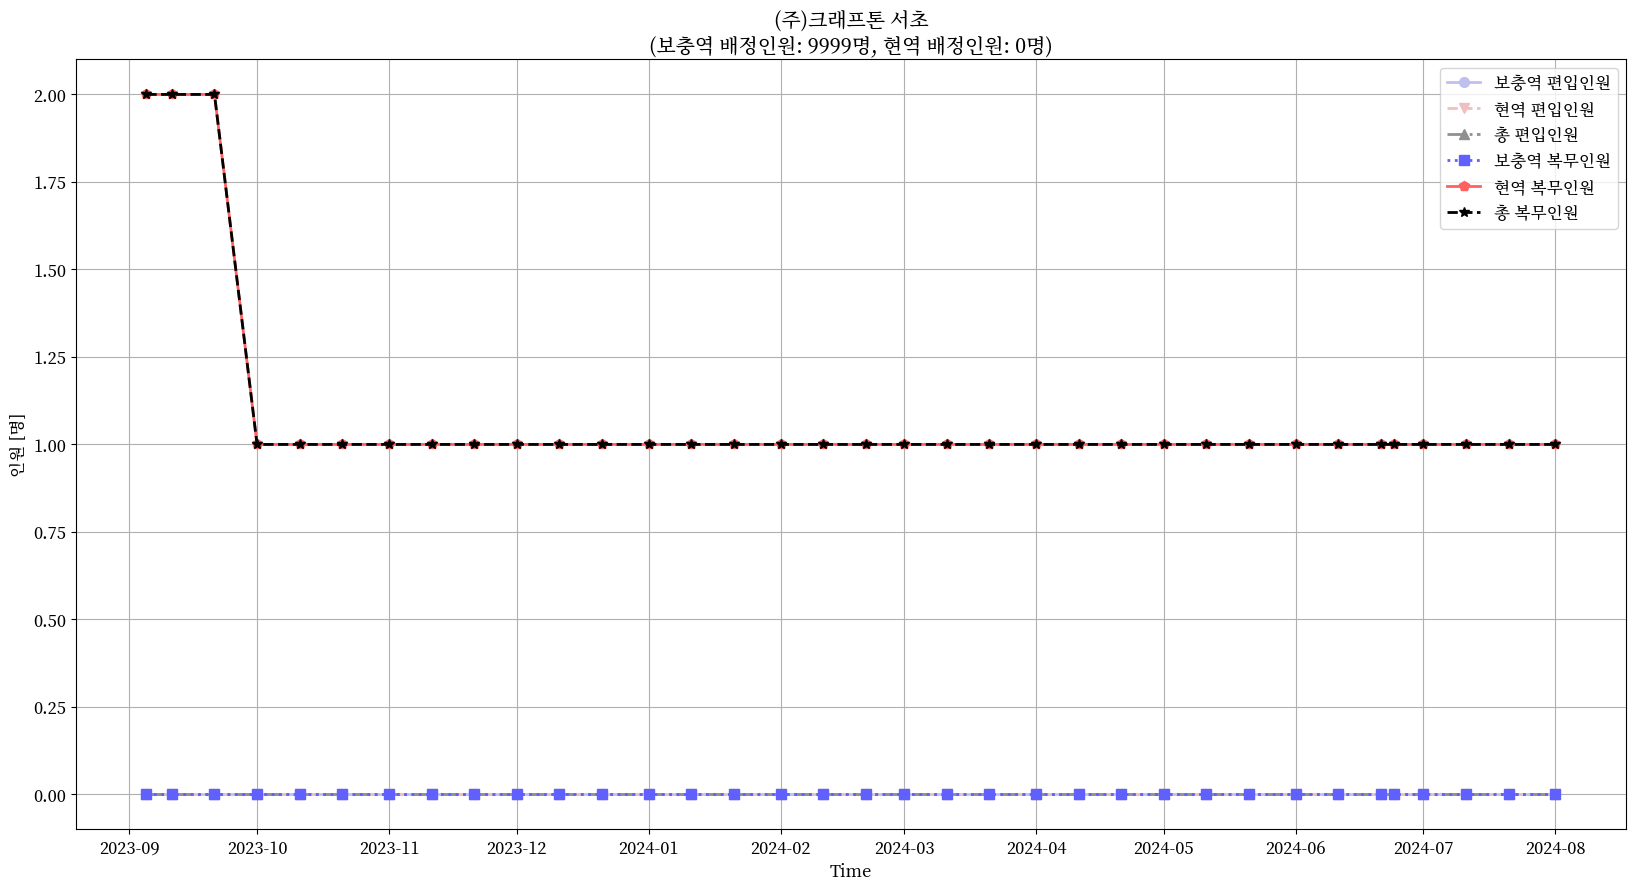 (주)크래프톤 서초
(보충역 배정인원: 9999명, 현역 배정인원: 0명)
보충역 편입인원
현역 편입인원
총 편입인원
보충역 복무인원
현역 복무인원
총 복무인원
인원 [명]
2.00
1.75
1.50
1.25
1.00
0.75
0.50
0.25
0.00
2023-09 2023-10 2023-11 2023-12 2024-01 2024-02 2024-03 2024-04 2024-05 2024-06 2024-07 2024-08
Time